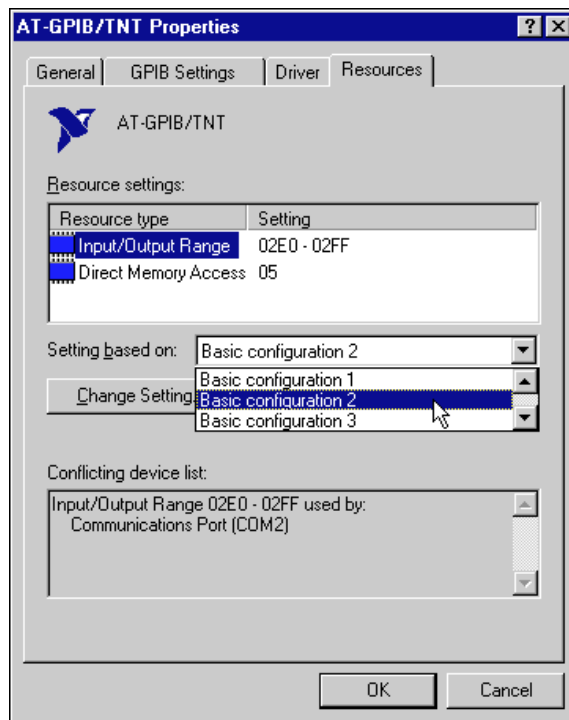 AT-GPIB/TNT Properties
General GPIB Settings Driver Resources
AT-GPIB/TNT
Resource settings:
Resource type Setting
Input/Output Range 02E0 - 02FF
Direct Memory Access 05
Setting based on: Basic configuration 2
Basic configuration 1
Change Setting. Basic configuration 2
Basic configuration 3
Conflicting device list:
Input/Output Range 02E0 - 02FF used by:
Communications Port (COM2)
OK Cancel